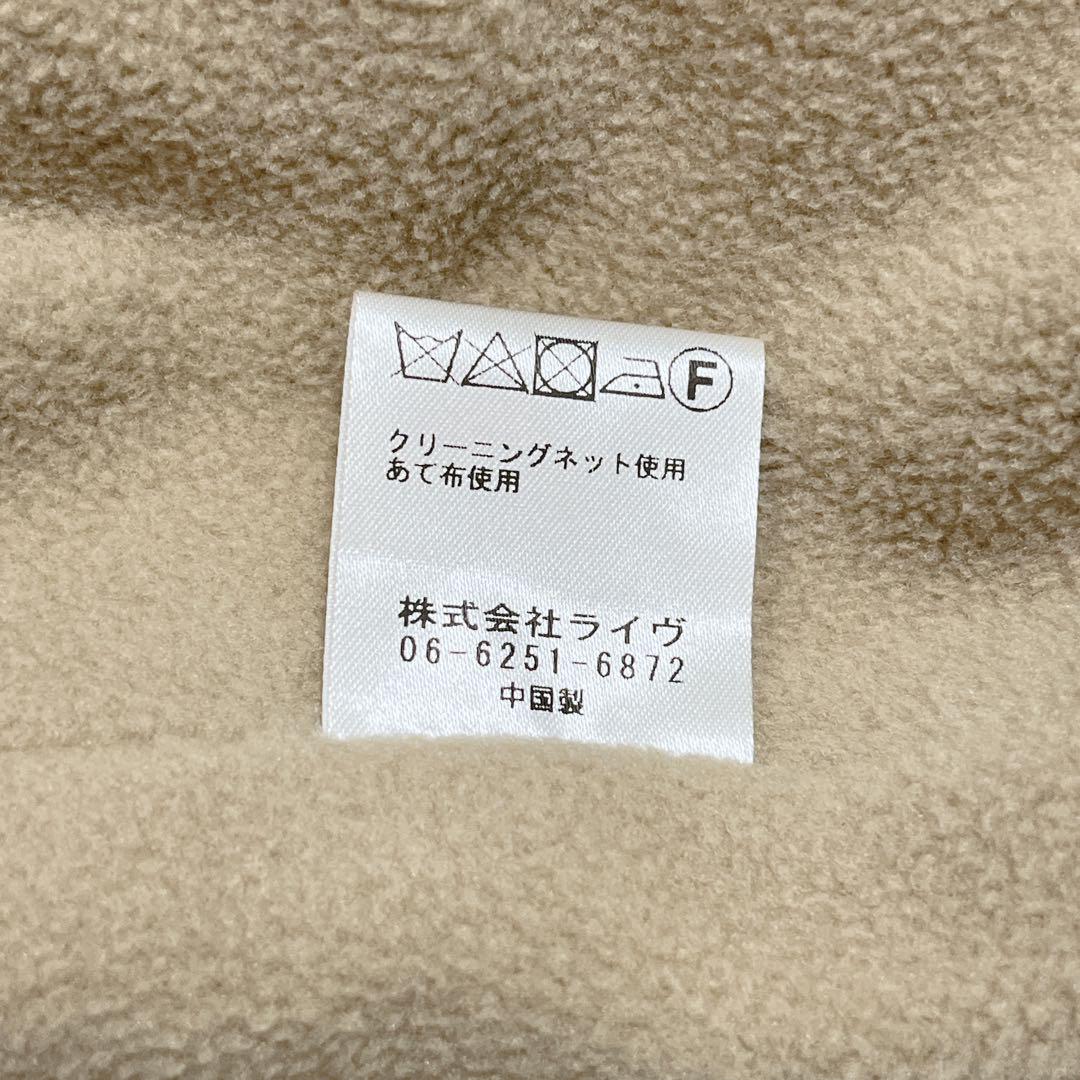 F
クリーニングネット使用
あて布使用
株式会社ライヴ
06-6251-6872
中国製